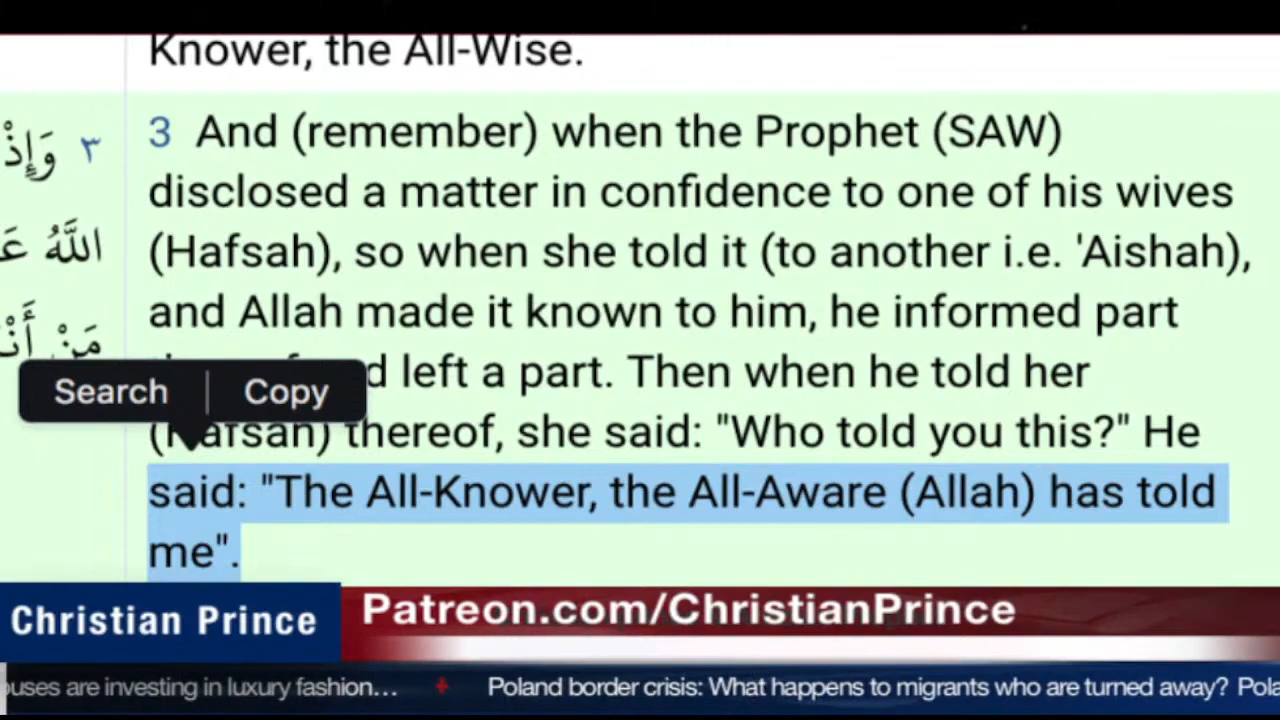 Knower, the All-Wise.
٣ وَإِذْ
3 And (remember) when the Prophet (SAW)
disclosed a matter in confidence to one of his wives
اللَّهُ عَ
(Hafsah), so when she told it (to another i.e. 'Aishah),
and Allah made it known to him, he informed part
مَنْ أَنْ
left a part. Then when he told her
Search | Copy
(Hafsah) thereof, she said: "Who told you this?" He
said: "The All-Knower, the All-Aware (Allah) has told
me".
Christian Prince
Patreon.com/ChristianPrince
ouses are investing in luxury fashion... Poland border crisis: What happens to migrants who are turned away? Pola